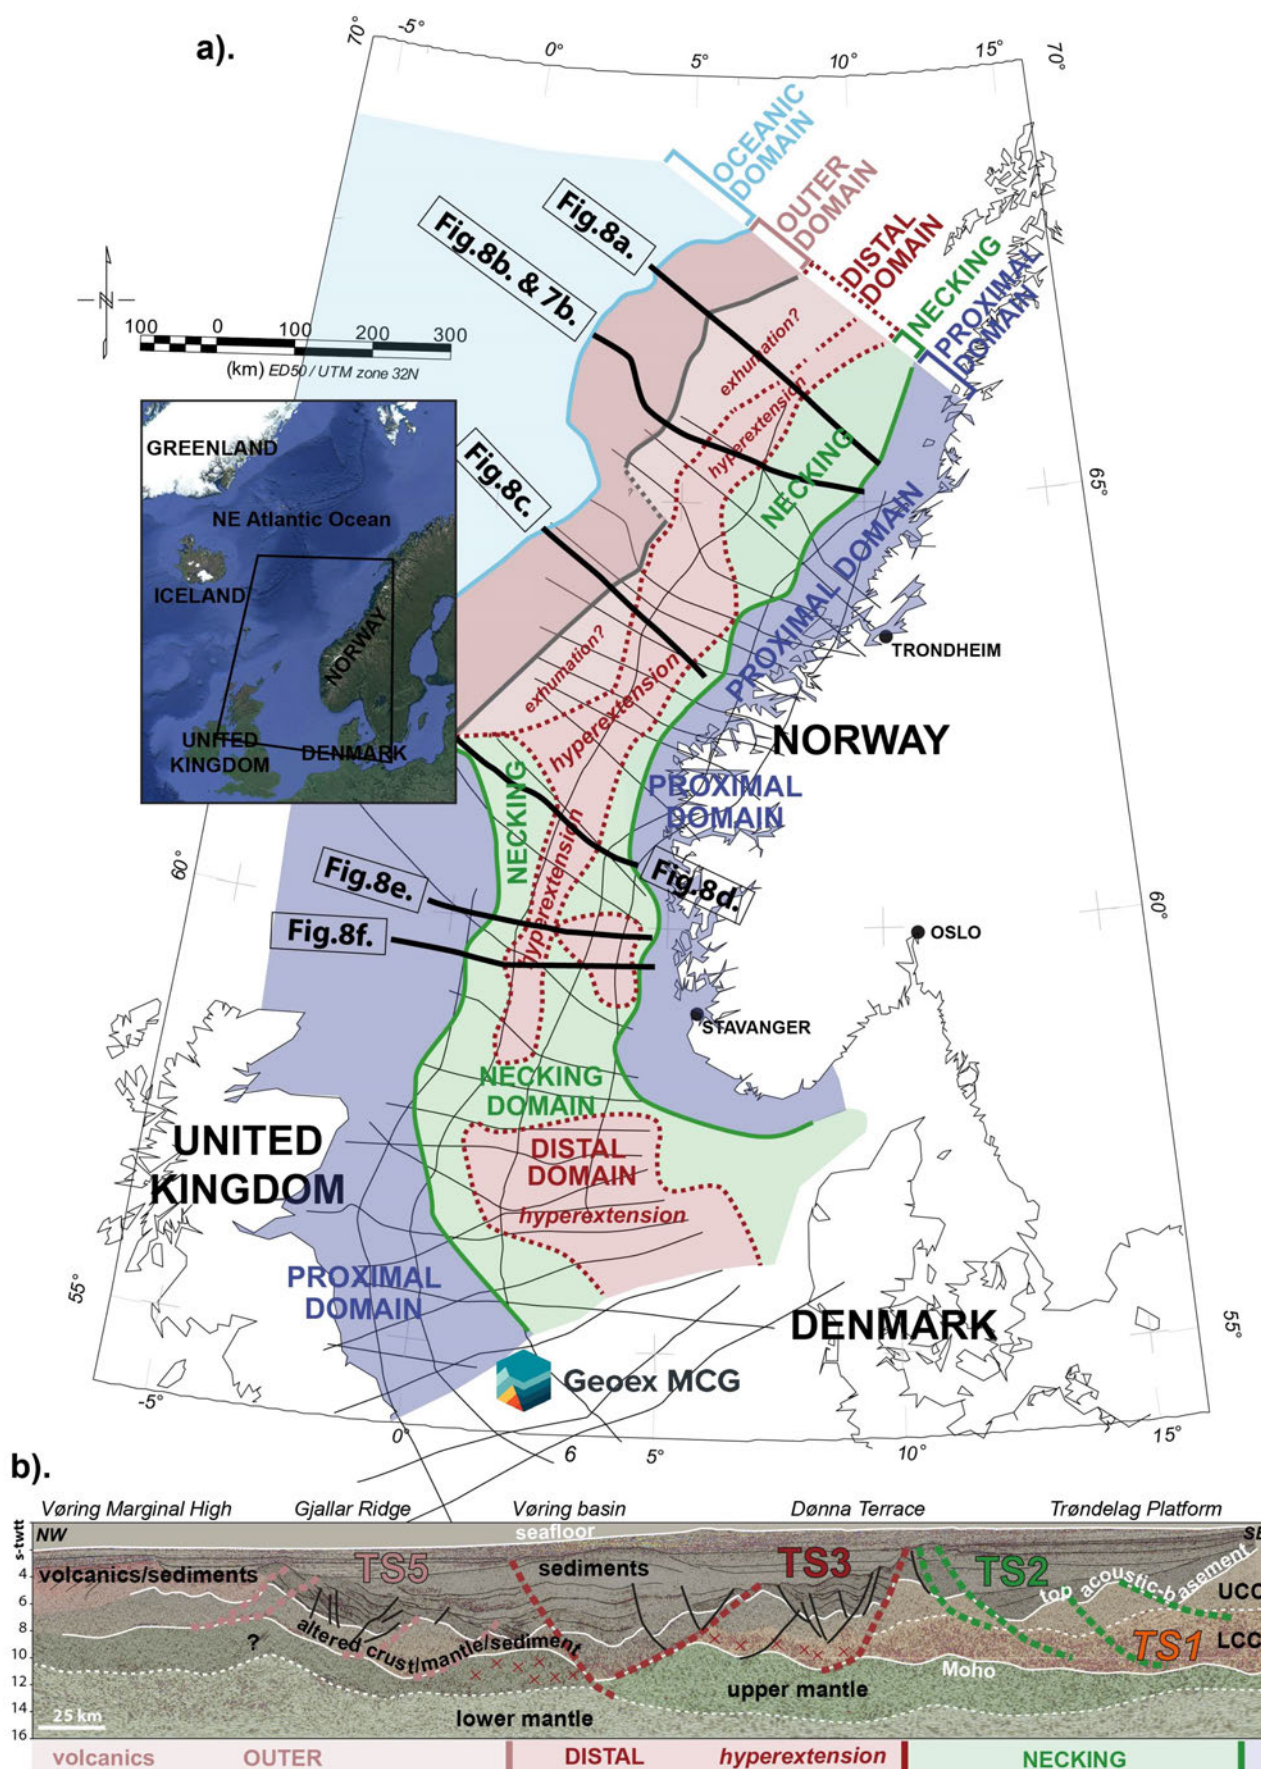 a).
70°
-5°
0°
5°
10°
15°
70°
OCEANIC
DOMAIN
OUTER
DOMAIN
DISTAL
DOMAIN
NECKING
PROXIMAL
DOMAIN
Fig.8a.
Fig.8b. & 7b.
Fig.8c.
N
100 0 100 200 300
(km) ED50 / UTM zone 32N
exhumation?
hyperextension
NECKING
65°
PROXIMAL DOMAIN
GREENLAND
NE Atlantic Ocean
ICELAND
NORWAY
UNITED
KINGDOM
DENMARK
TRONDHEIM
exhumation?
hyperextension
NORWAY
NECKING
PROXIMAL
DOMAIN
hyperextension
60°
Fig.8e.
Fig.8d.
60°
Fig.8f.
OSLO
STAVANGER
NECKING
DOMAIN
UNITED
KINGDOM
DISTAL
DOMAIN
hyperextension
PROXIMAL
DOMAIN
55°
DENMARK
55°
Geoex MCG
-5°
0°
6
5°
10°
15°
b).
Vøring Marginal High Gjallar Ridge Vøring basin Dønna Terrace Trøndelag Platform
s-twtt
NW
seafloor
SE
volcanics/sediments
TS5
sediments
TS3
TS2
top acoustic-basement
UCC
4
6
8
10
12
14
16
?
altered crust/mantle/sediment
TS1
LCC
Moho
upper mantle
lower mantle
25 km
volcanics OUTER DISTAL hyperextension NECKING